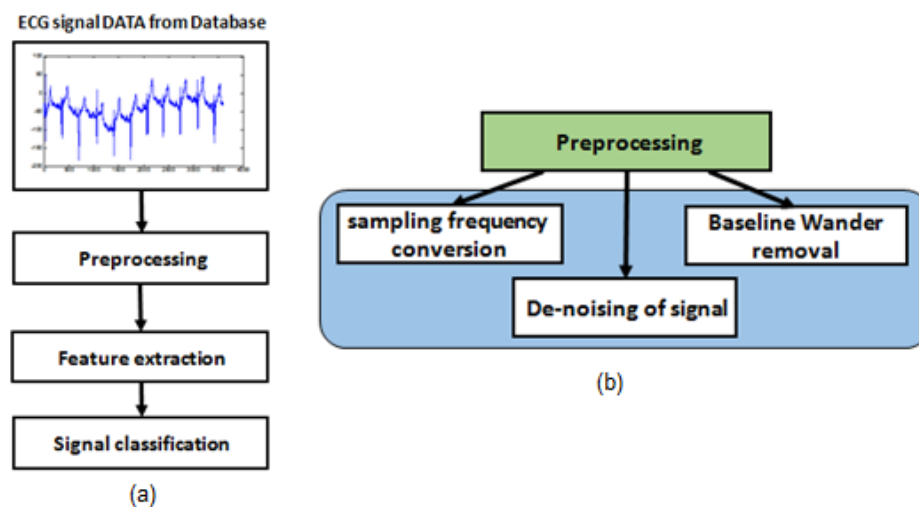 ECG signal DATA from Database
Preprocessing
Feature extraction
Signal classification
(a)
Preprocessing
sampling frequency
conversion
Baseline Wander
removal
De-noising of signal
(b)